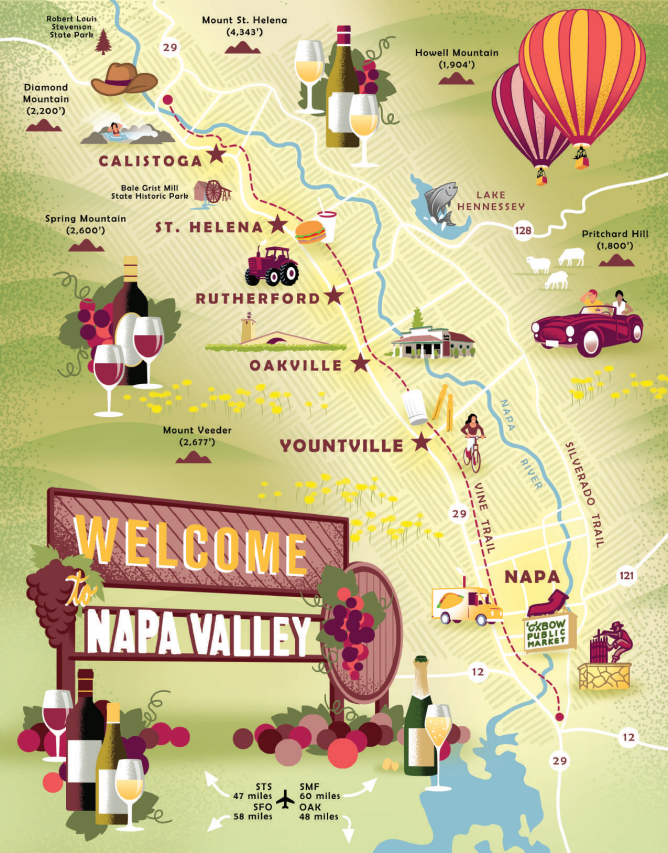 Robert Louis
Stevenson
State Park
29
Mount St. Helena
(4,343')
Howell Mountain
(1,904')
Diamond
Mountain
(2,200')
CALISTOGA
Bale Grist Mill
State Historic Park
LAKE
HENNESSEY
128
Spring Mountain
(2,600')
ST. HELENA
Pritchard Hill
(1,800')
RUTHERFORD
OAKVILLE
NAPA
RIVER
Mount Veeder
(2,677')
YOUNTVILLE
SILVERADO TRAIL
VINE TRAIL
29
WELCOME
to
NAPA VALLEY
NAPA
121
OXBOW
PUBLIC
MARKET
12
12
29
STS
47 miles
SFO
58 miles
SMF
60 miles
OAK
48 miles